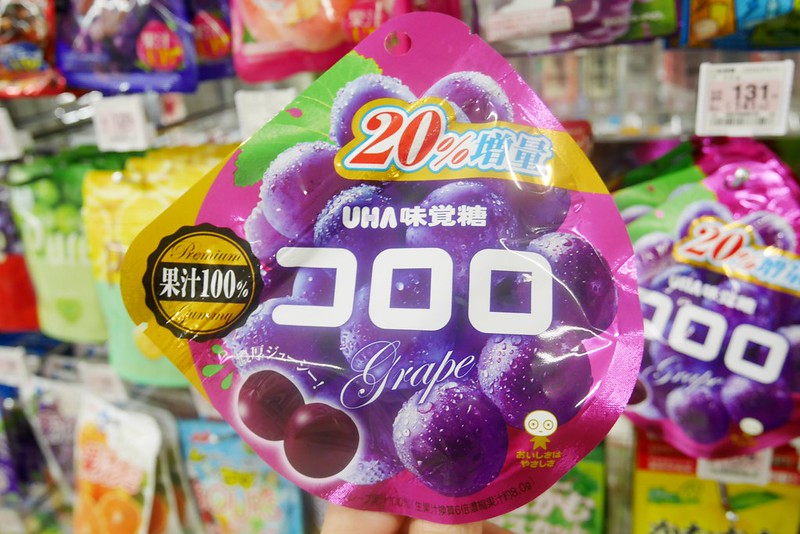 20%増量
UHA味覚糖
コロロ
Grape
Premium
果汁100%
Gummy
おいしさは
やさしさ
131
20%増量
UHA味覚糖
コロロ
Grape